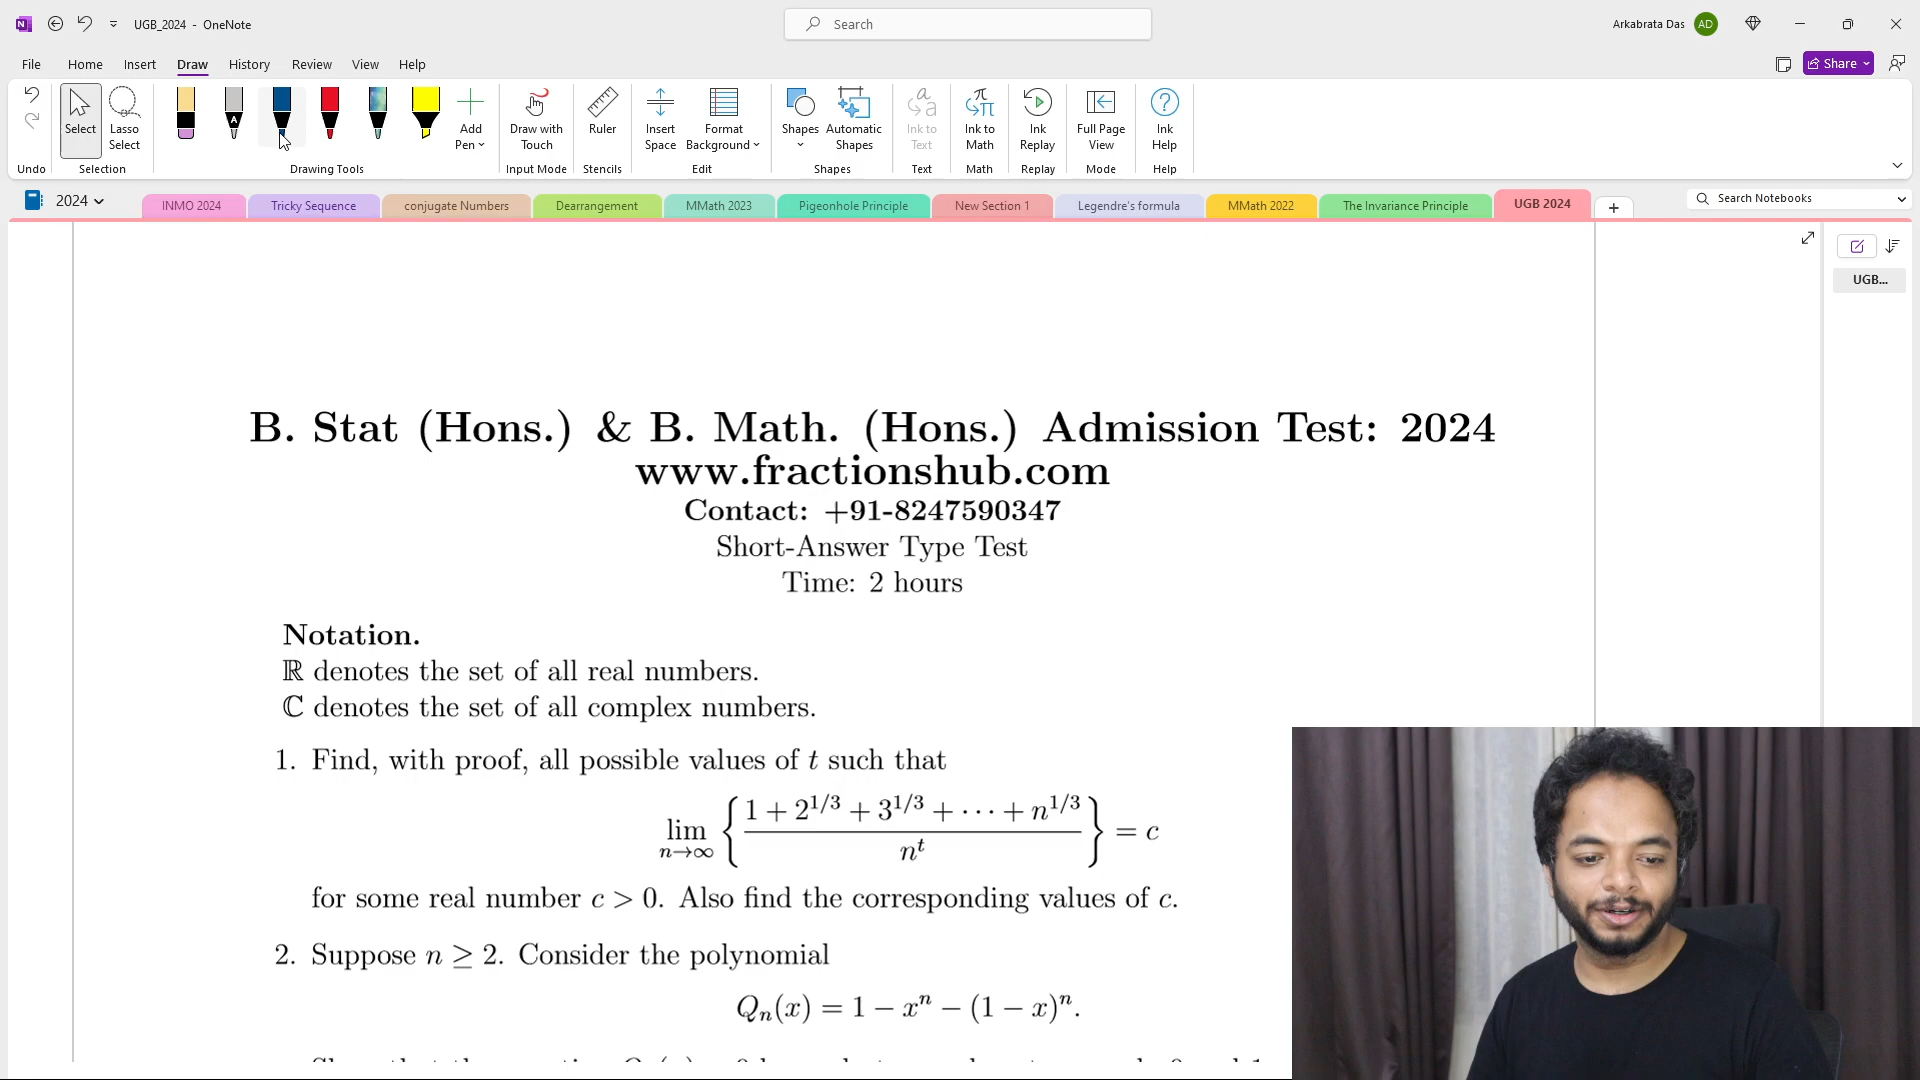 UGB_2024 - OneNote
Search
Arkabrata Das
AD
File
Home
Insert
Draw
History
Review
View
Help
Share
Select
Lasso Select
A
Add Pen
Draw with Touch
Ruler
Insert Space
Format Background
Shapes
Automatic Shapes
Ink to Text
Ink to Math
Ink Replay
Full Page View
Ink Help
Undo
Selection
Drawing Tools
Input Mode
Stencils
Edit
Shapes
Text
Math
Replay
Mode
Help
2024
INMO 2024
Tricky Sequence
conjugate Numbers
Dearrangement
MMath 2023
Pigeonhole Principle
New Section 1
Legendre's formula
MMath 2022
The Invariance Principle
UGB 2024
+
Search Notebooks
UGB...
B. Stat (Hons.) & B. Math. (Hons.) Admission Test: 2024
www.fractionshub.com
Contact: +91-8247590347
Short-Answer Type Test
Time: 2 hours
Notation.
ℝ denotes the set of all real numbers.
ℂ denotes the set of all complex numbers.
1. Find, with proof, all possible values of t such that
lim_{n→∞} { (1 + 2^{1/3} + 3^{1/3} + ··· + n^{1/3}) / n^t } = c
for some real number c > 0. Also find the corresponding values of c.
2. Suppose n ≥ 2. Consider the polynomial
Q_n(x) = 1 − x^n − (1 − x)^n.